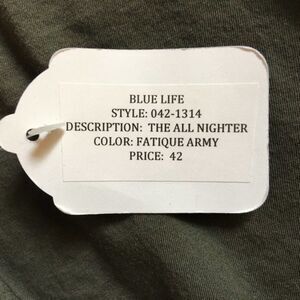 BLUE LIFE
STYLE: 042-1314
DESCRIPTION: THE ALL NIGHTER
COLOR: FATIQUE ARMY
PRICE: 42